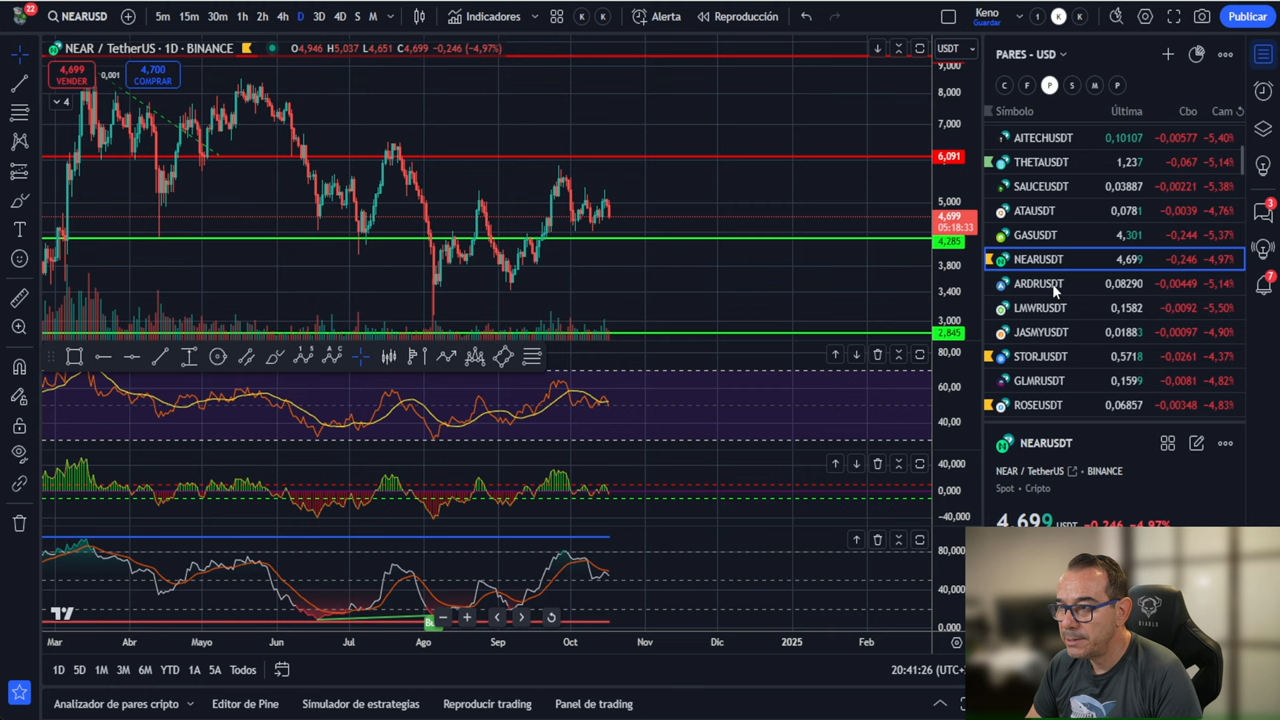 22
NEARUSD
5m 15m 30m 1h 2h 4h D 3D 4D S M
Indicadores
K K
Alerta
Reproducción
Keno
Guardar
1 K K
Publicar
NEAR / TetherUS · 1D · BINANCE
O4,946 H5,037 L4,651 C4,699 −0,246 (−4,97%)
USDT
4,699
VENDER
0,001
4,700
COMPRAR
4
9,000
8,000
7,000
6,091
5,000
4,699
05:18:33
4,285
3,800
3,400
3,000
2,845
80,00
60,00
40,00
40,000
0,000
−40,000
80,000
40,000
0,000
Mar Abr Mayo Jun Jul Ago Sep Oct Nov Dic 2025 Feb
1D 5D 1M 3M 6M YTD 1A 5A Todos
20:41:26 (UTC+
Analizador de pares cripto
Editor de Pine
Simulador de estrategias
Reproducir trading
Panel de trading
PARES - USD
C F P S M P
Símbolo Última Cbo Cam
AITECHUSDT 0,10107 −0,00577 −5,40%
THETAUSDT 1,237 −0,067 −5,14%
SAUCEUSDT 0,03887 −0,00221 −5,38%
ATAUSDT 0,0781 −0,0039 −4,76%
GASUSDT 4,301 −0,244 −5,37%
NEARUSDT 4,699 −0,246 −4,97%
ARDRUSDT 0,08290 −0,00449 −5,14%
LMWRUSDT 0,1582 −0,0092 −5,50%
JASMYUSDT 0,01883 −0,00097 −4,90%
STORJUSDT 0,5718 −0,0261 −4,37%
GLMRUSDT 0,1599 −0,0081 −4,82%
ROSEUSDT 0,06857 −0,00348 −4,83%
NEARUSDT
NEAR / TetherUS · BINANCE
Spot · Cripto
4,699 USDT −0,246 −4,97%
3
7
DIABLO